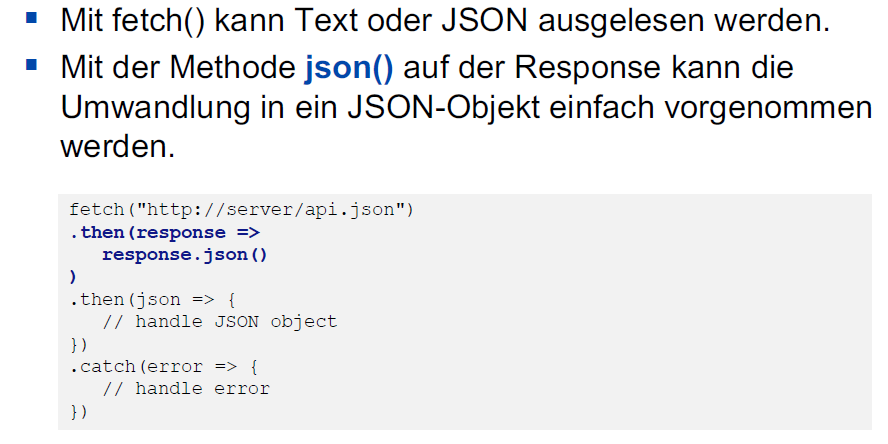 ▪ Mit fetch() kann Text oder JSON ausgelesen werden.
▪ Mit der Methode json() auf der Response kann die
Umwandlung in ein JSON-Objekt einfach vorgenommen
werden.
fetch("http://server/api.json")
.then(response =>
   response.json()
)
.then(json => {
   // handle JSON object
})
.catch(error => {
   // handle error
})